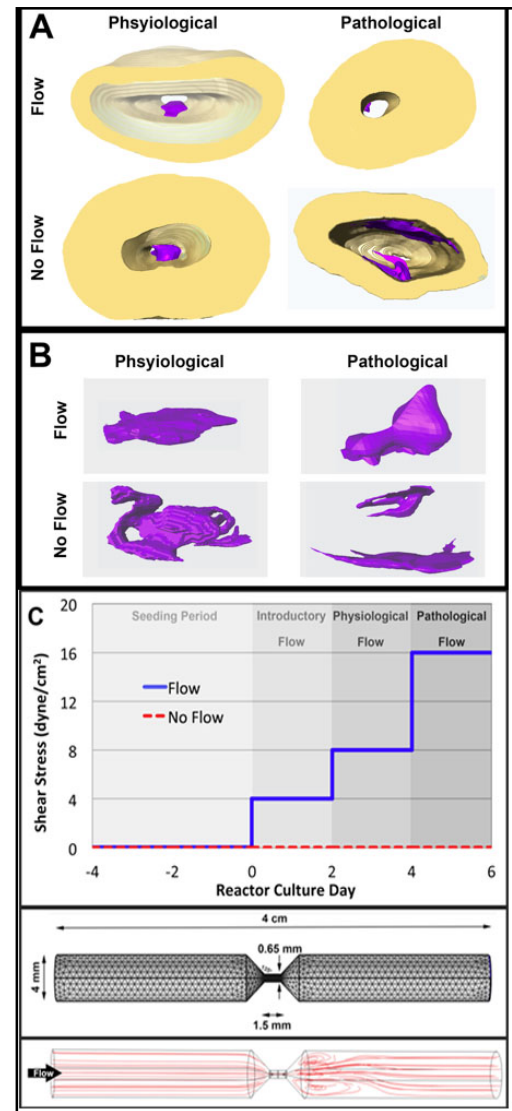 A
Phsyiological
Pathological
Flow
No Flow
B
Phsyiological
Pathological
Flow
No Flow
C
Seeding Period
Introductory
Flow
Physiological
Flow
Pathological
Flow
Flow
No Flow
Shear Stress (dyne/cm²)
20
16
12
8
4
0
-4
-2
0
2
4
6
Reactor Culture Day
4 cm
0.65 mm
4 mm
1.5 mm
Flow